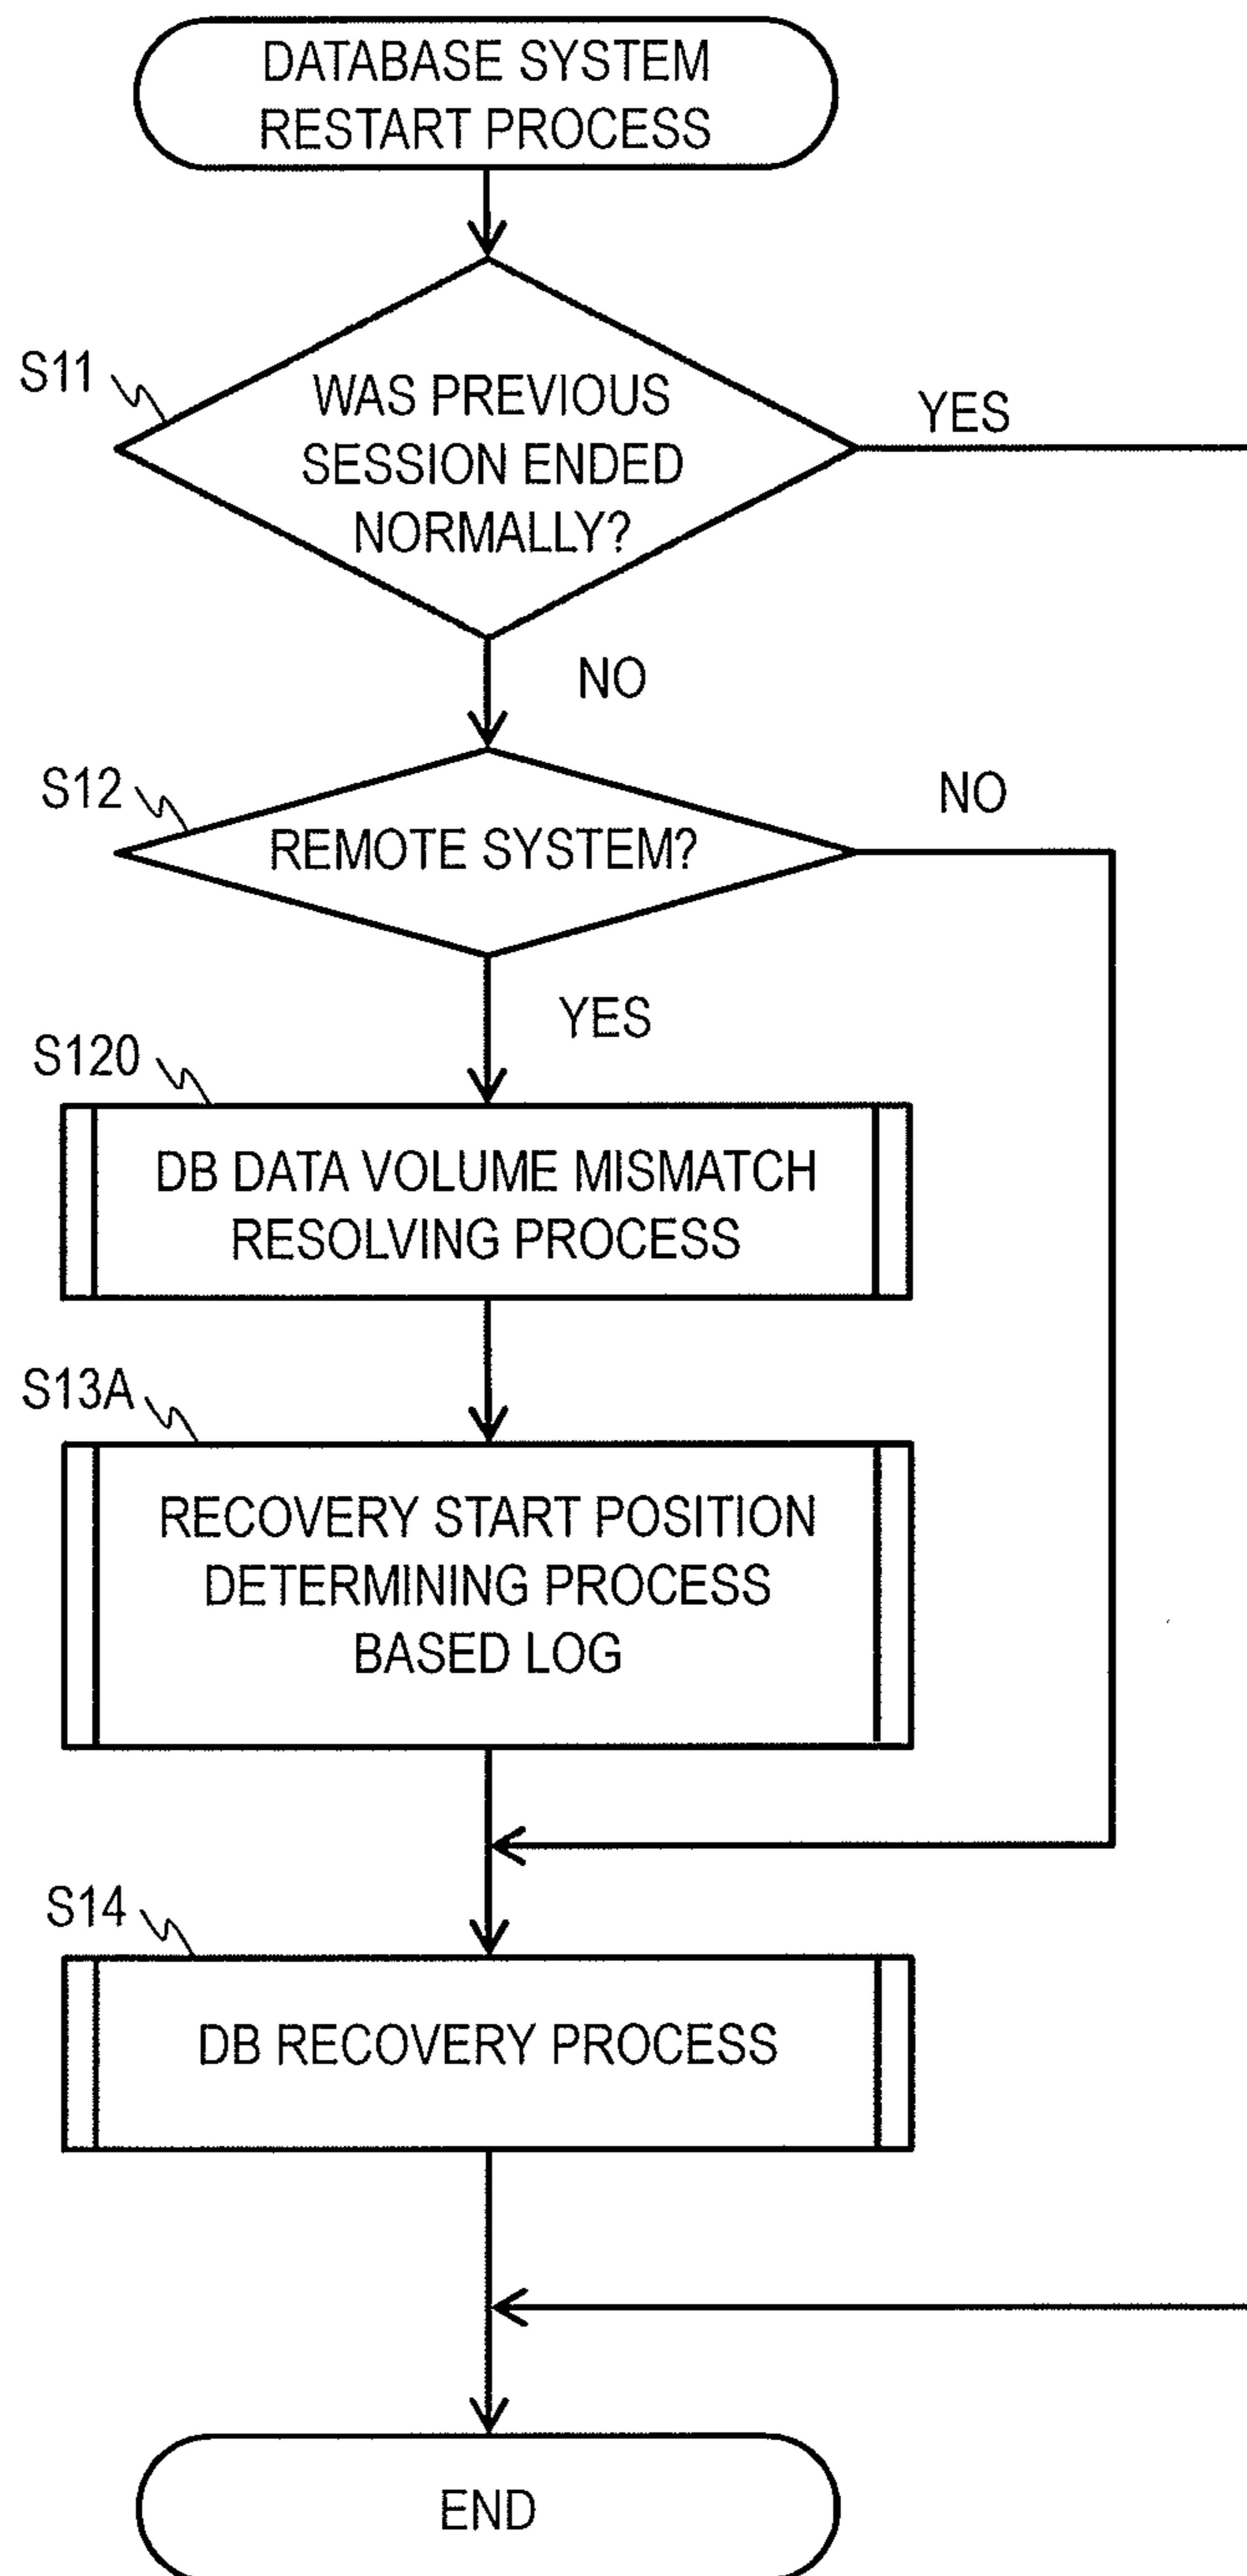 DATABASE SYSTEM
RESTART PROCESS
S11
WAS PREVIOUS
SESSION ENDED
NORMALLY?
YES
NO
S12
REMOTE SYSTEM?
NO
YES
S120
DB DATA VOLUME MISMATCH
RESOLVING PROCESS
S13A
RECOVERY START POSITION
DETERMINING PROCESS
BASED LOG
S14
DB RECOVERY PROCESS
END